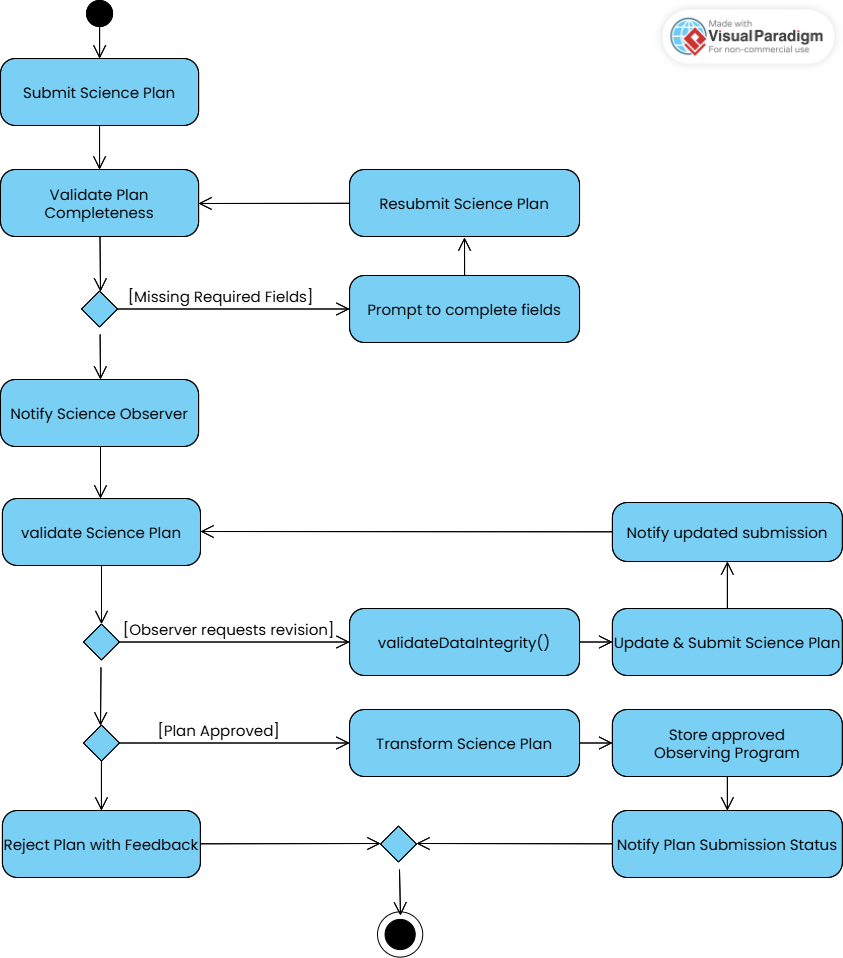 Made with
VisualParadigm
For non-commercial use
Submit Science Plan
Validate Plan
Completeness
Resubmit Science Plan
[Missing Required Fields]
Prompt to complete fields
Notify Science Observer
validate Science Plan
Notify updated submission
[Observer requests revision]
validateDataIntegrity()
Update & Submit Science Plan
[Plan Approved]
Transform Science Plan
Store approved
Observing Program
Reject Plan with Feedback
Notify Plan Submission Status